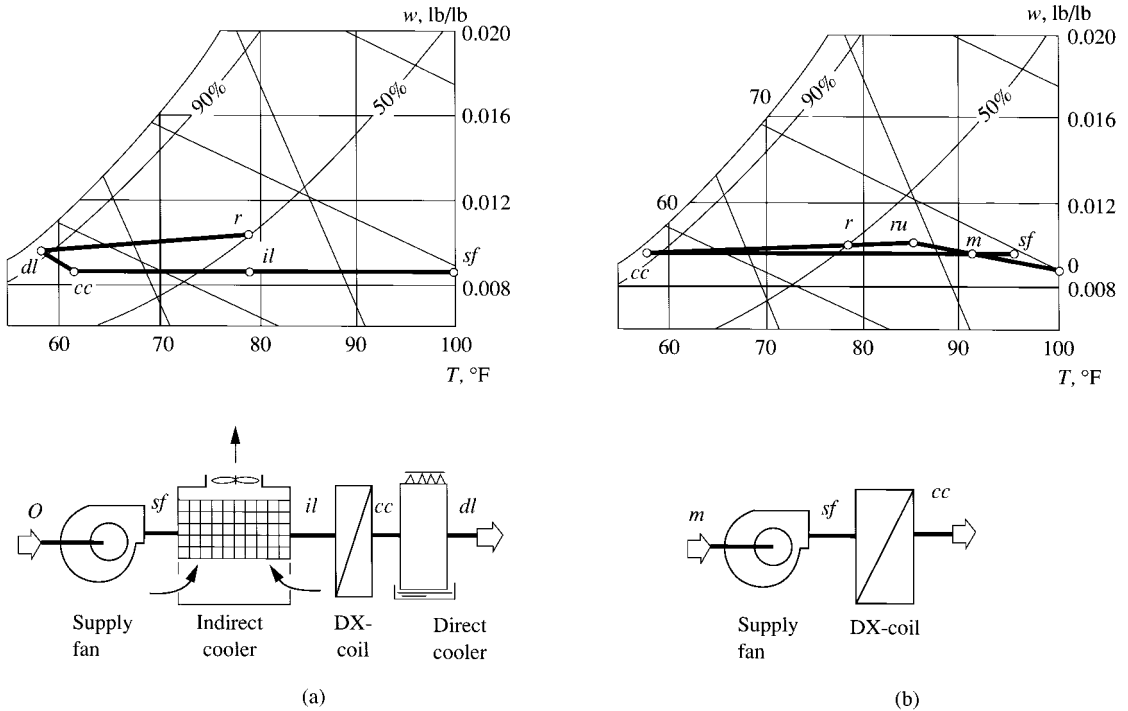 w, lb/lb
0.020
90%
50%
0.016
0.012
r
dl
cc
il
sf
0.008
60 70 80 90 100
T, °F
w, lb/lb
0.020
70
90%
50%
0.016
60
0.012
r ru m sf
cc
0
0.008
60 70 80 90 100
T, °F
O sf il cc dl
Supply
fan
Indirect
cooler
DX-
coil
Direct
cooler
(a)
m sf cc
Supply
fan
DX-coil
(b)